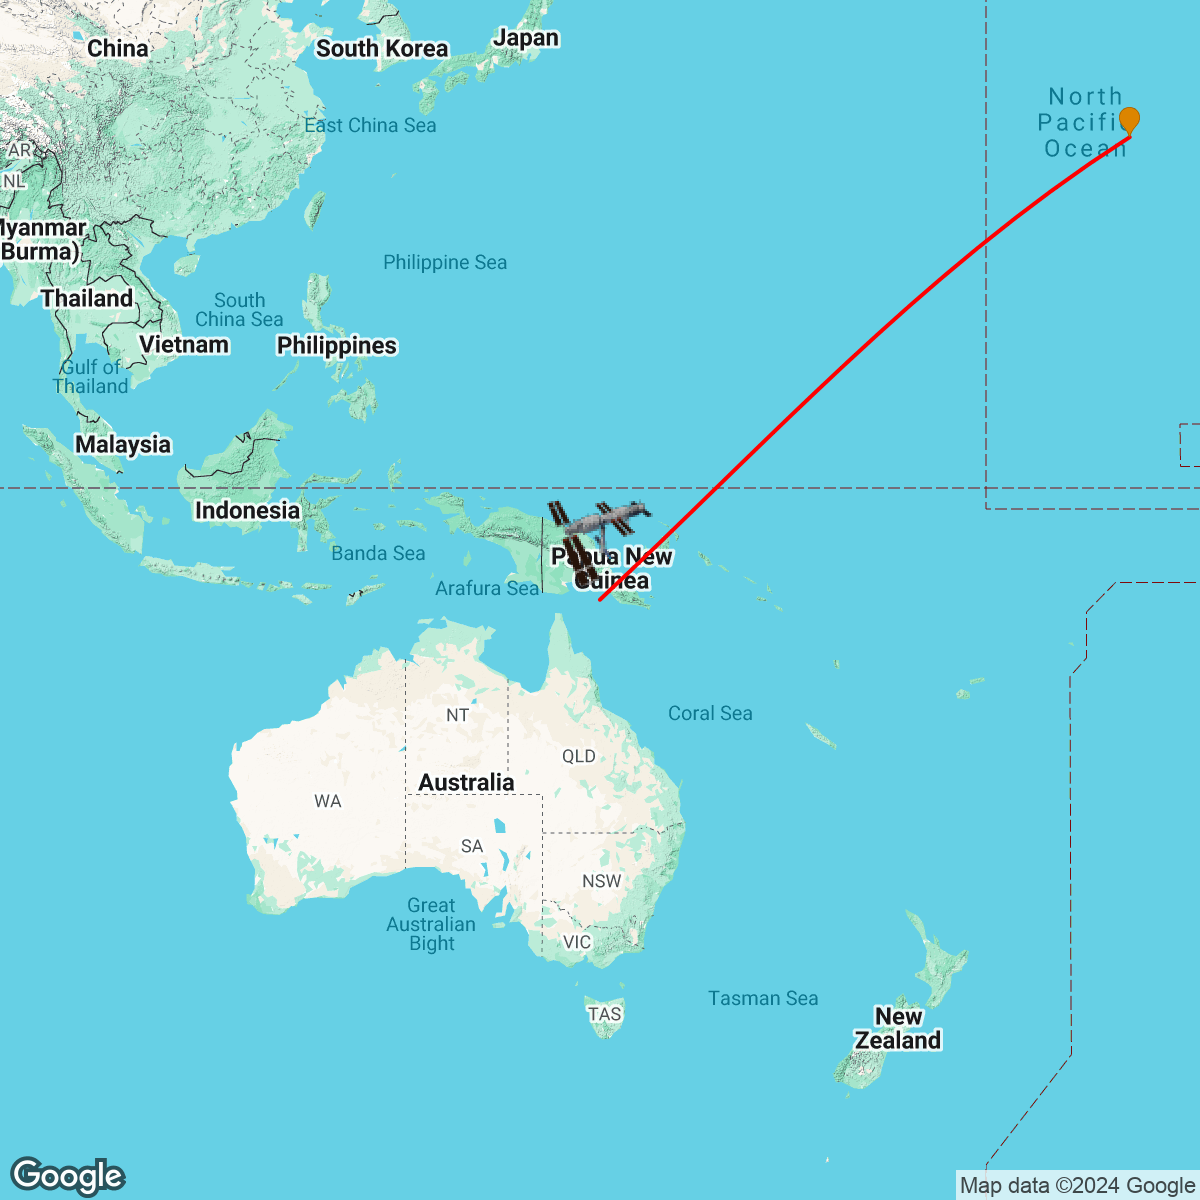 China
South Korea
Japan
North
Pacific
Ocean
East China Sea
AR
NL
Myanmar
(Burma)
Philippine Sea
Thailand
South
China Sea
Vietnam
Philippines
Gulf of
Thailand
Malaysia
Indonesia
Banda Sea
Papua New
Guinea
Arafura Sea
NT
Coral Sea
QLD
Australia
WA
SA
NSW
Great
Australian
Bight
VIC
Tasman Sea
TAS
New
Zealand
Google
Map data ©2024 Google